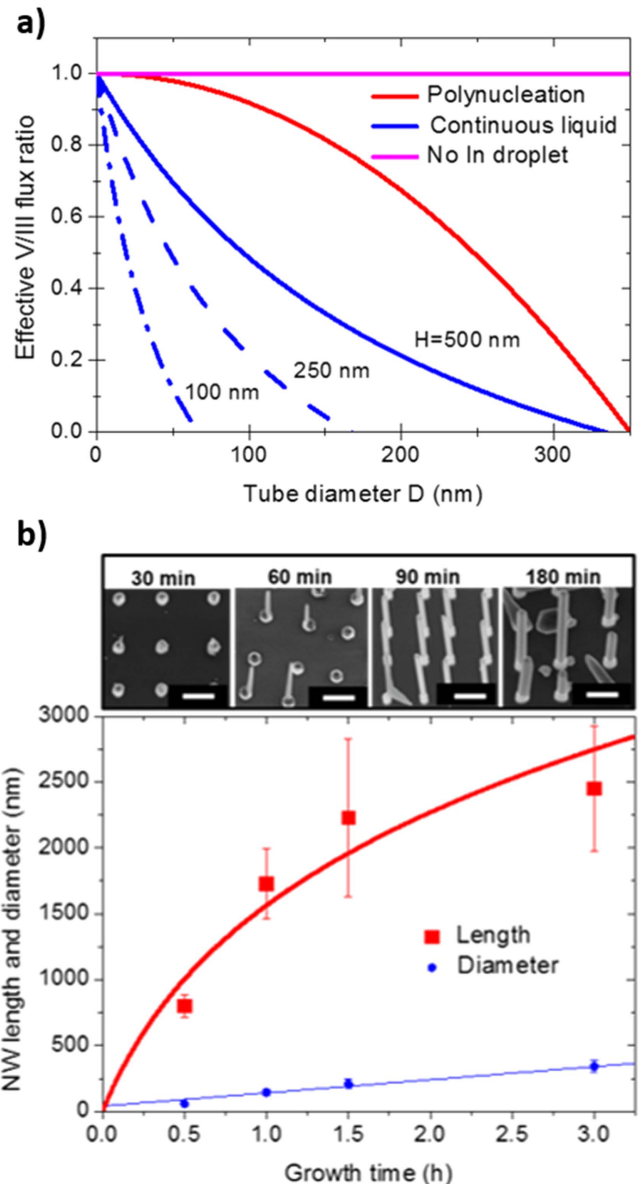 a)
1.0
0.8
0.6
0.4
0.2
0.0
Effective V/III flux ratio
Polynucleation
Continuous liquid
No In droplet
H=500 nm
250 nm
100 nm
0 100 200 300
Tube diameter D (nm)
b)
30 min 60 min 90 min 180 min
3000
2500
2000
1500
1000
500
0
NW length and diameter (nm)
Length
Diameter
0.0 0.5 1.0 1.5 2.0 2.5 3.0
Growth time (h)